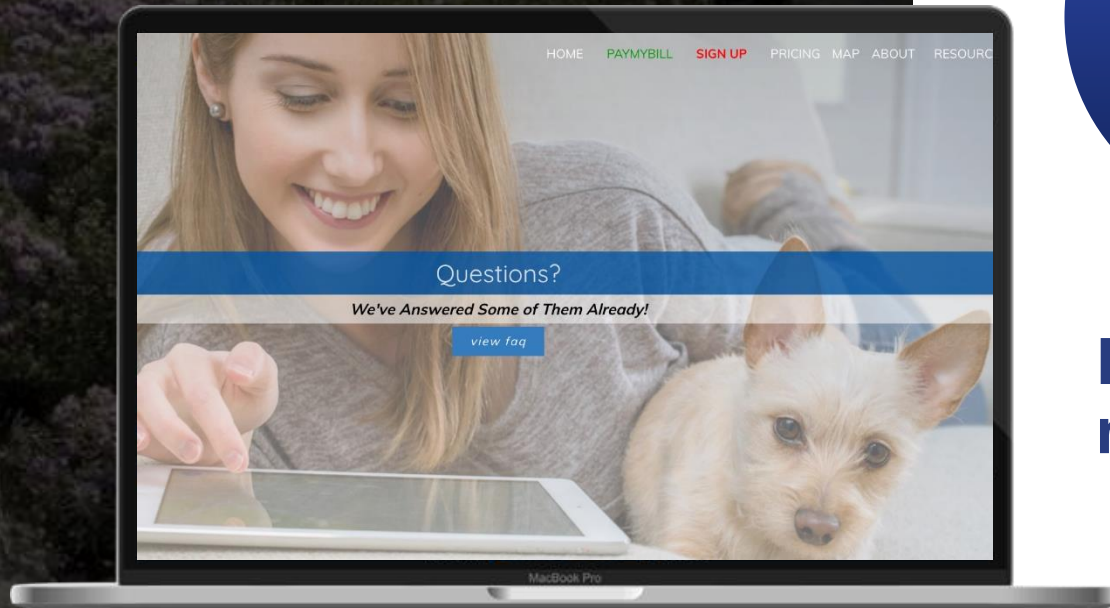 HOME PAYMYBILL SIGN UP PRICING MAP ABOUT RESOURC
Questions?
We've Answered Some of Them Already!
view faq
MacBook Pro